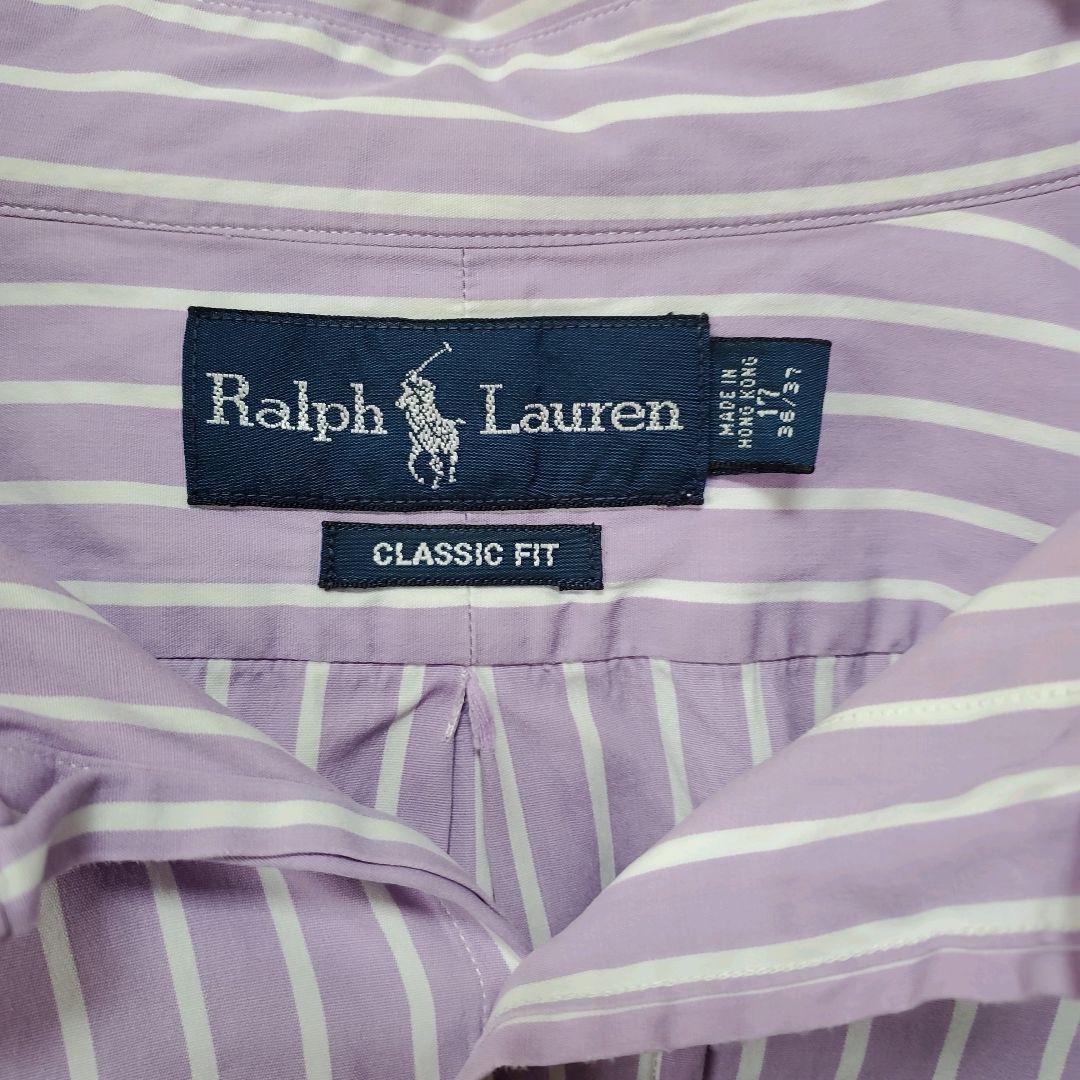 Ralph Lauren
MADE IN
HONG KONG
17
36/37
CLASSIC FIT